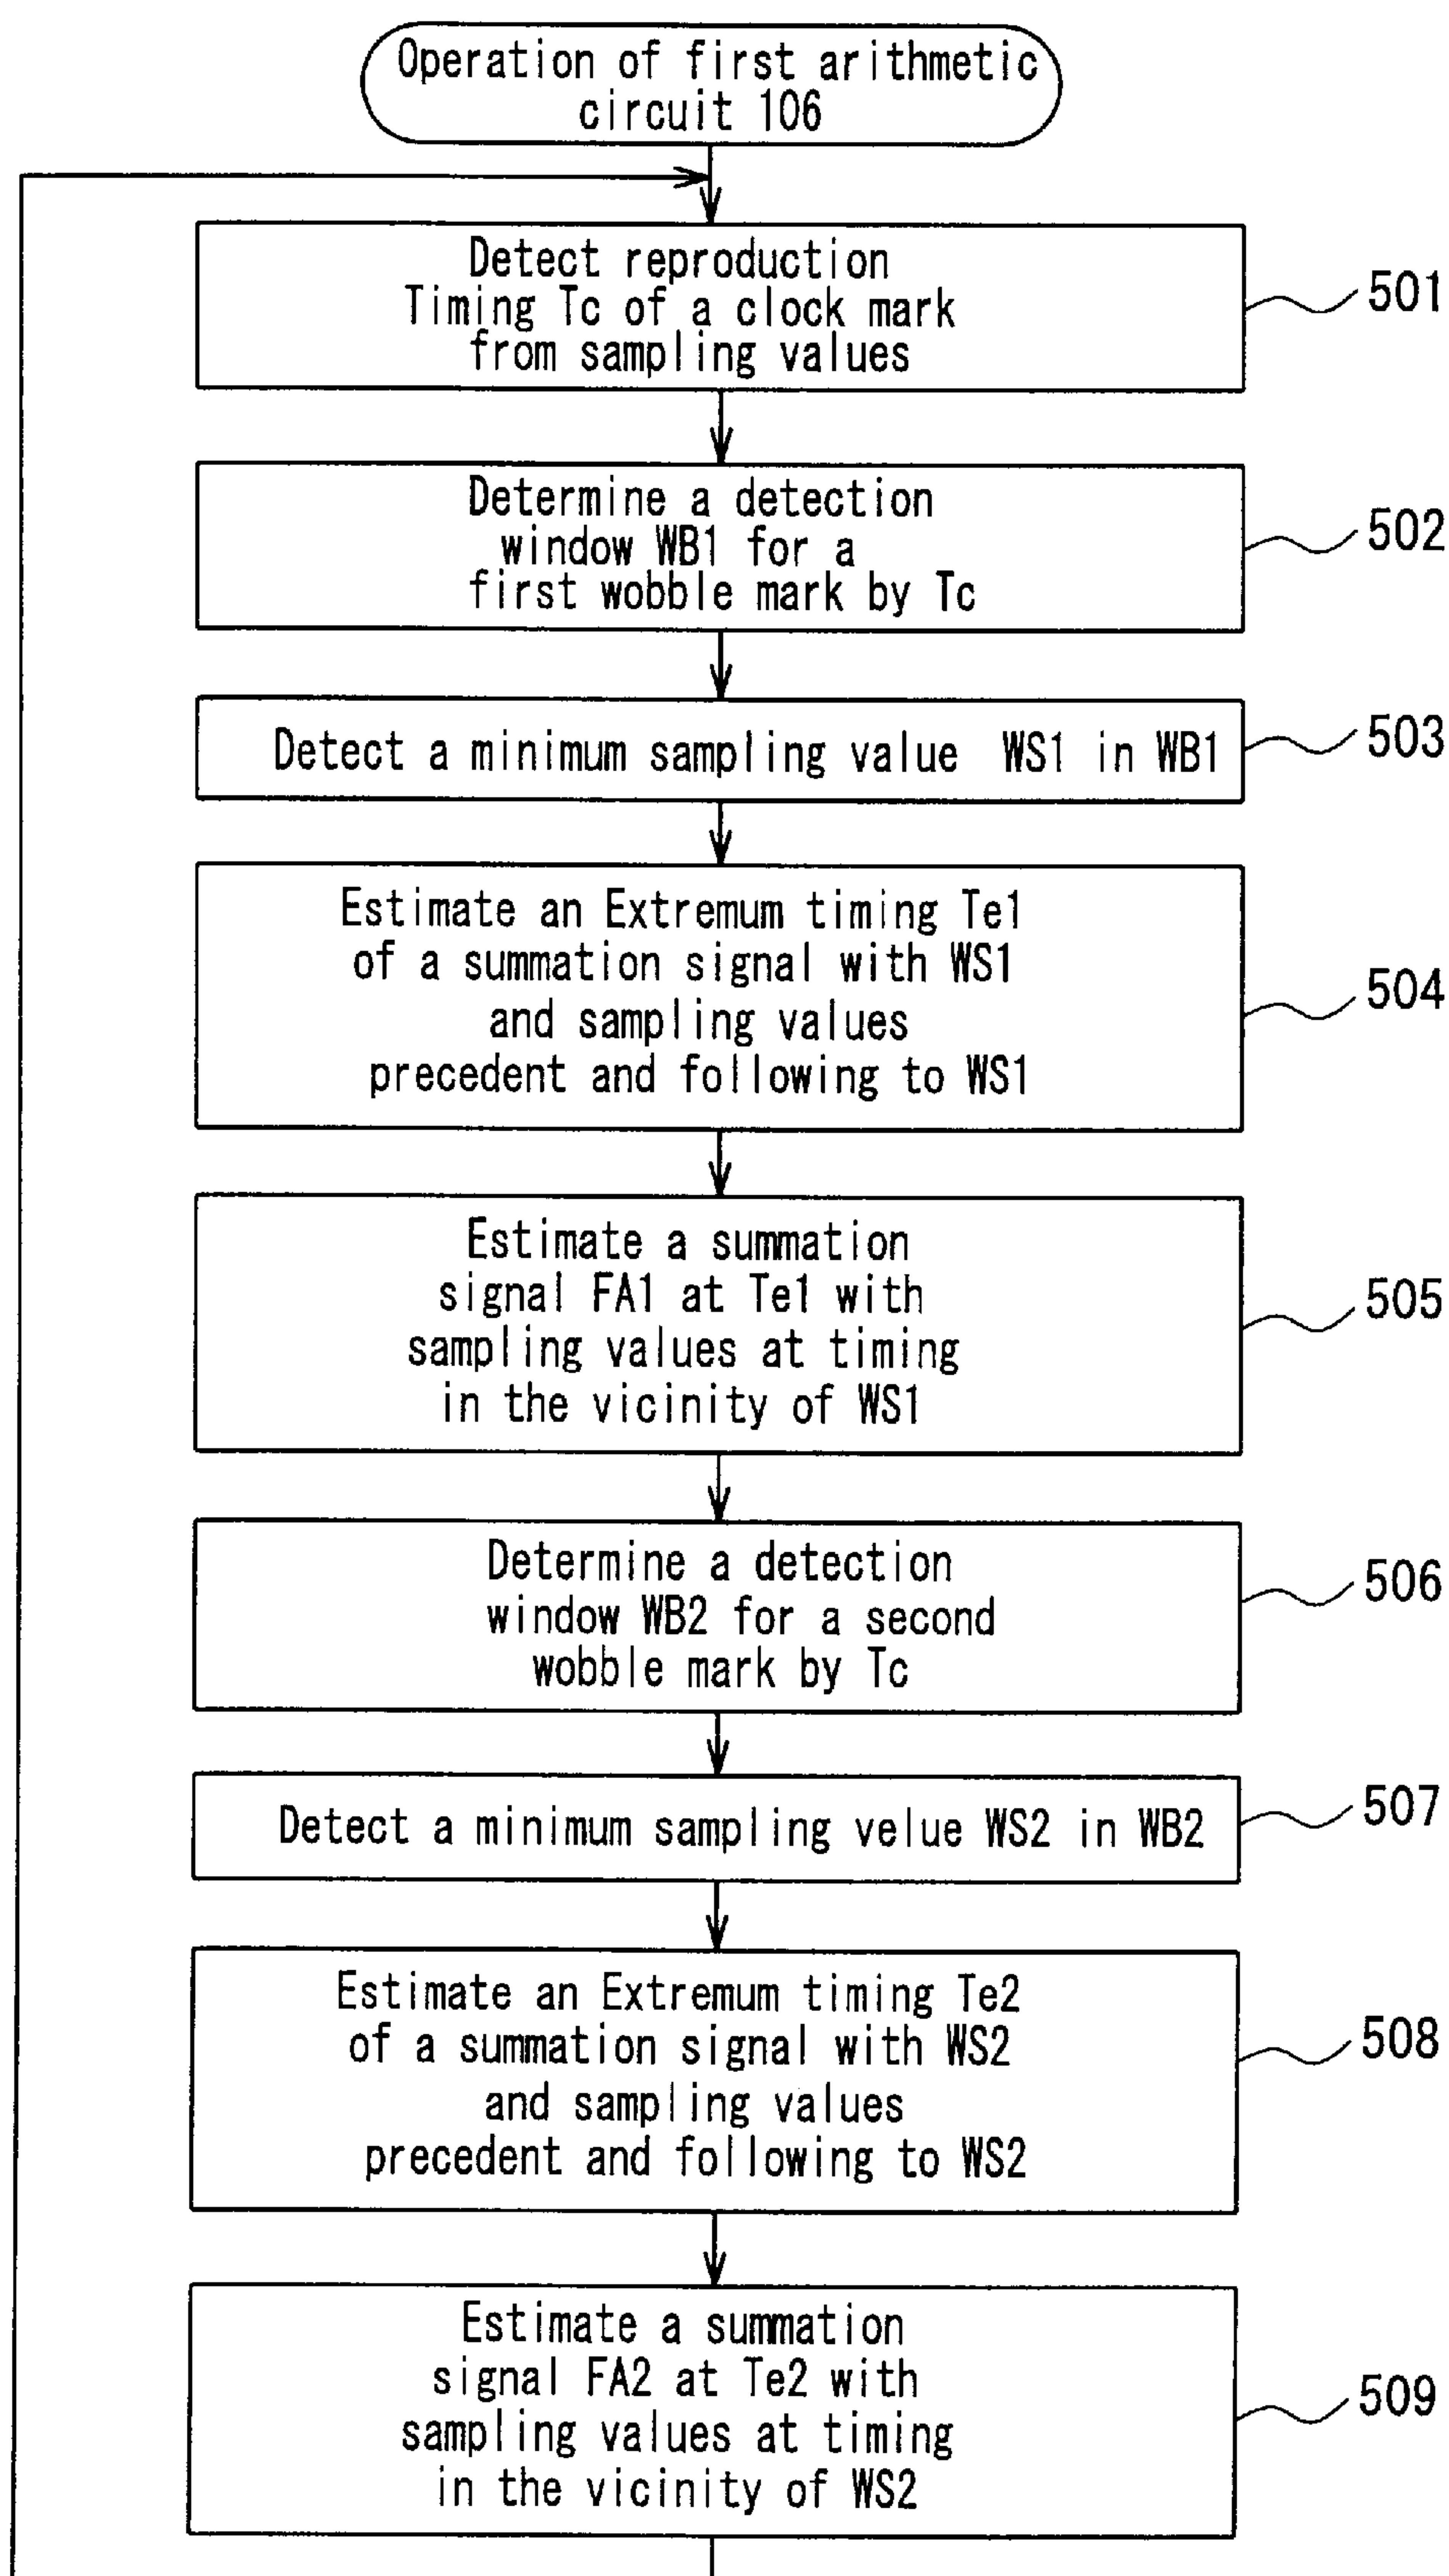 Operation of first arithmetic
circuit 106
Detect reproduction
Timing Tc of a clock mark
from sampling values
501
Determine a detection
window WB1 for a
first wobble mark by Tc
502
Detect a minimum sampling value WS1 in WB1
503
Estimate an Extremum timing Te1
of a summation signal with WS1
and sampling values
precedent and following to WS1
504
Estimate a summation
signal FA1 at Te1 with
sampling values at timing
in the vicinity of WS1
505
Determine a detection
window WB2 for a second
wobble mark by Tc
506
Detect a minimum sampling velue WS2 in WB2
507
Estimate an Extremum timing Te2
of a summation signal with WS2
and sampling values
precedent and following to WS2
508
Estimate a summation
signal FA2 at Te2 with
sampling values at timing
in the vicinity of WS2
509